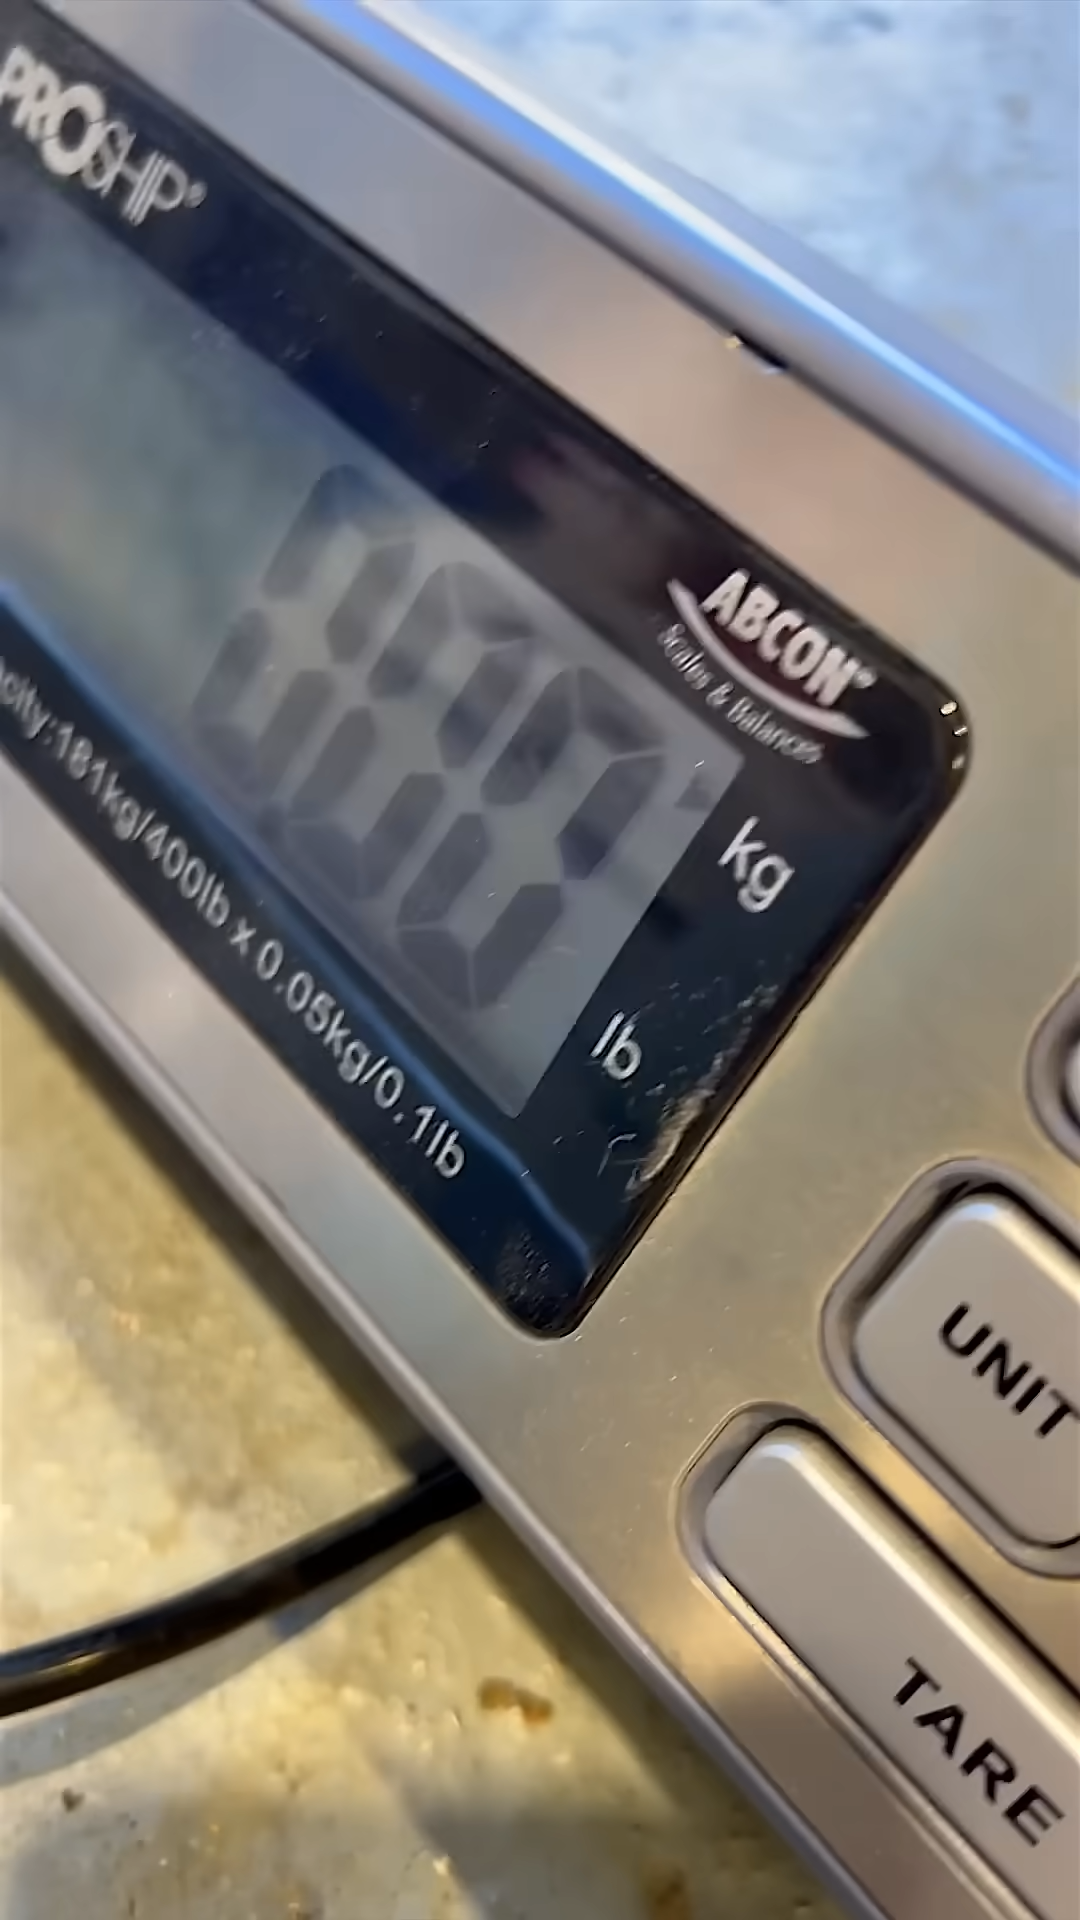 PROSHIP®
ABCON®
Scales & Balances
kg
lb
acity:181kg/400lb x 0.05kg/0.1lb
UNIT
TARE